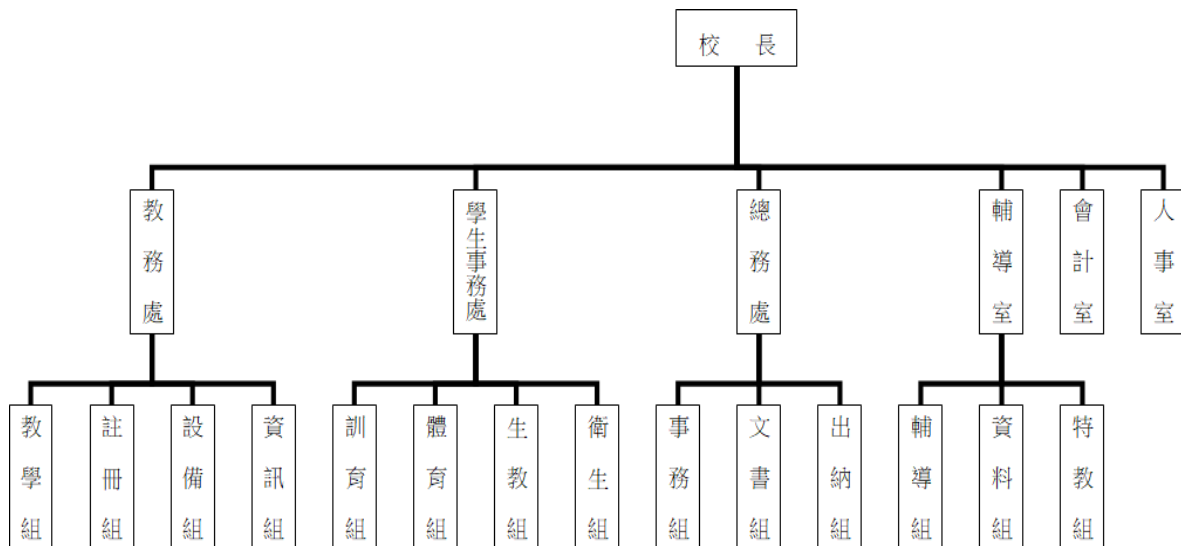 校長
教務處
學生事務處
總務處
輔導室
會計室
人事室
教學組
註冊組
設備組
資訊組
訓育組
體育組
生教組
衛生組
事務組
文書組
出納組
輔導組
資料組
特教組